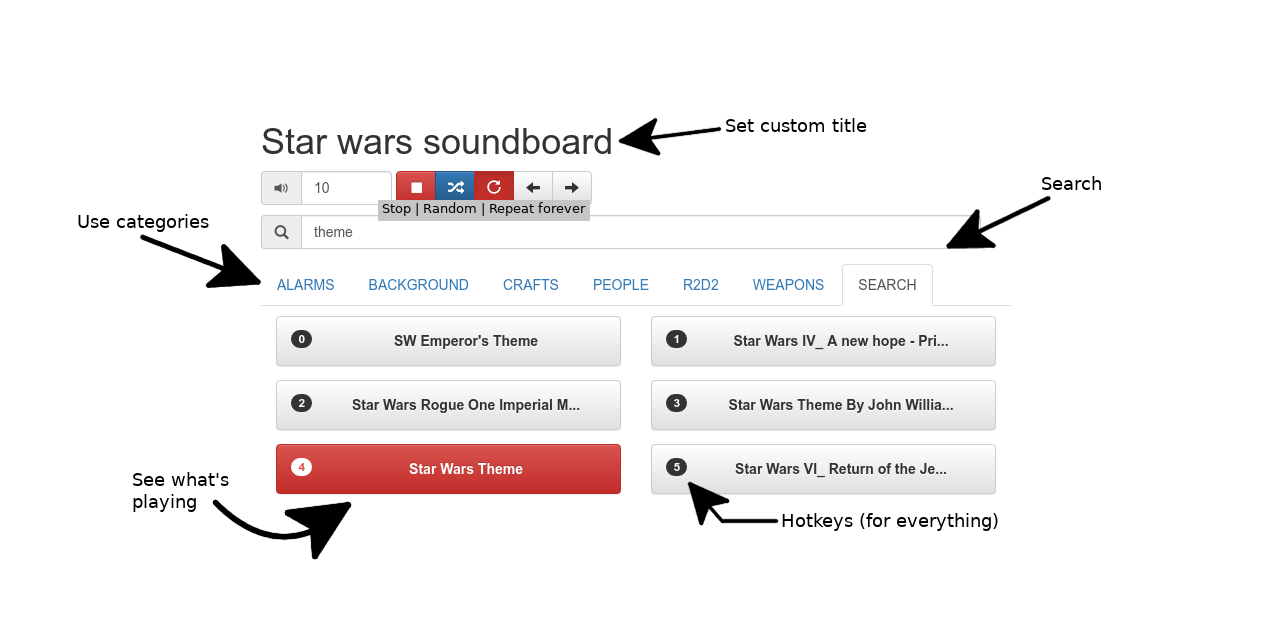 Star wars soundboard
Set custom title
10
Stop | Random | Repeat forever
Search
Use categories
theme
ALARMS BACKGROUND CRAFTS PEOPLE R2D2 WEAPONS SEARCH
0 SW Emperor's Theme
1 Star Wars IV_ A new hope - Pri...
2 Star Wars Rogue One Imperial M...
3 Star Wars Theme By John Willia...
4 Star Wars Theme
5 Star Wars VI_ Return of the Je...
See what's
playing
Hotkeys (for everything)